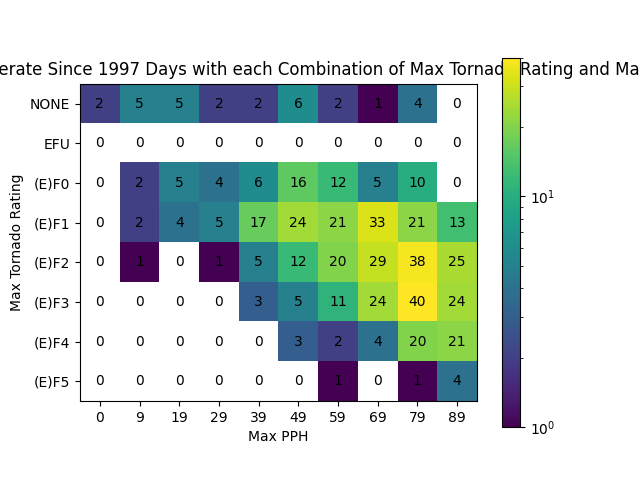 erate Since 1997 Days with each Combination of Max Tornado Rating and Ma
NONE 2 5 5 2 2 6 2 1 4 0
EFU 0 0 0 0 0 0 0 0 0 0
(E)F0 0 2 5 4 6 16 12 5 10 0
(E)F1 0 2 4 5 17 24 21 33 21 13
(E)F2 0 1 0 1 5 12 20 29 38 25
(E)F3 0 0 0 0 3 5 11 24 40 24
(E)F4 0 0 0 0 0 3 2 4 20 21
(E)F5 0 0 0 0 0 0 1 0 1 4
0 9 19 29 39 49 59 69 79 89
Max PPH
Max Tornado Rating
10¹
10⁰